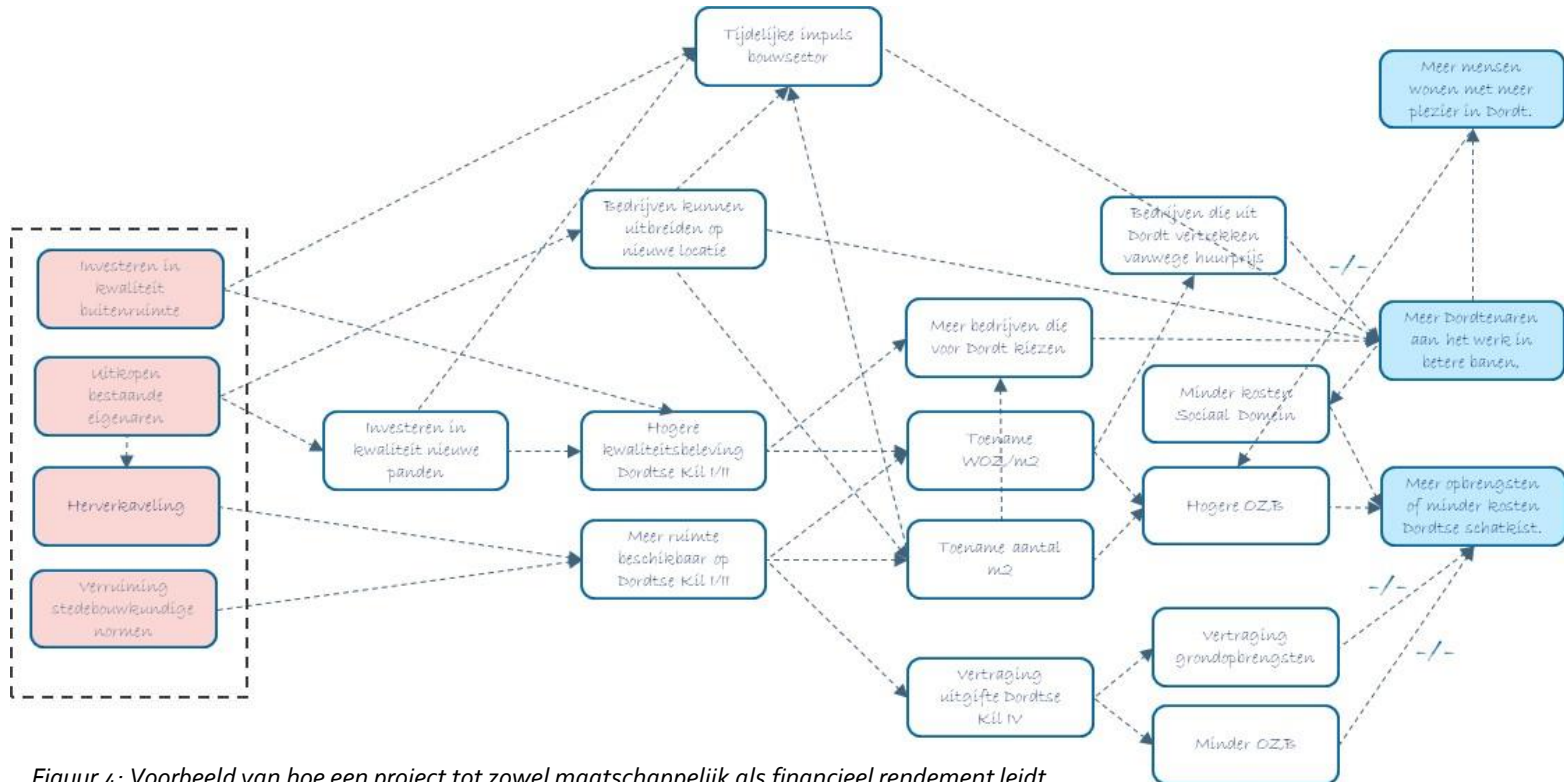 Tijdelijke impuls
bouwsector
Meer mensen
wonen met meer
plezier in Dordt.
Bedrijven kunnen
uitbreiden op
nieuwe locatie
Bedrijven die uit
Dordt vertrekken
vanwege huurprijs
-/-
Investeren in
kwaliteit
buitenruimte
Meer bedrijven die
voor Dordt kiezen
Meer Dordtenaren
aan het werk in
betere banen.
Uitkopen
bestaande
eigenaren
Minder kosten
Sociaal Domein
Investeren in
kwaliteit nieuwe
panden
Hogere
kwaliteitsbeleving
Dordtse Kil I/II
Toename
WOZ/m2
Herverkaveling
Hogere OZB
Meer opbrengsten
of minder kosten
Dordtse schatkist.
Meer ruimte
beschikbaar op
Dordtse Kil I/II
Toename aantal
m2
Verruiming
stedebouwkundige
normen
-/-
Vertraging
grondopbrengsten
-/-
Vertraging
uitgifte Dordtse
Kil IV
Minder OZB
Figuur 4: Voorbeeld van hoe een project tot zowel maatschappelijk als financieel rendement leidt